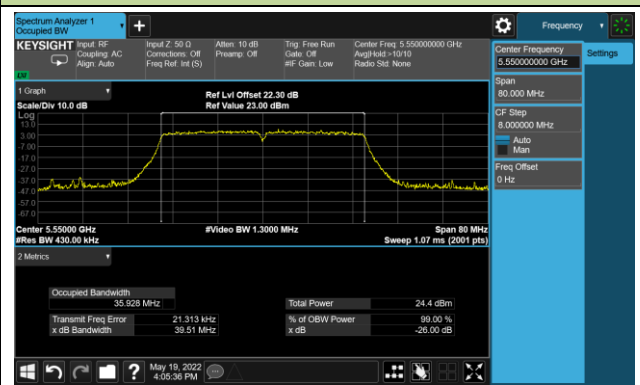 Spectrum Analyzer 1
Occupied BW
Frequency
KEYSIGHT
Input: RF
Coupling: AC
Align: Auto
Input Z: 50 Ω
Corrections: Off
Freq Ref: Int (S)
Atten: 10 dB
Preamp: Off
Trig: Free Run
Gate: Off
#IF Gain: Low
Center Freq: 5.550000000 GHz
Avg|Hold:>10/10
Radio Std: None
LXI
Center Frequency
5.550000000 GHz
Settings
Span
80.000 MHz
CF Step
8.000000 MHz
Auto
Man
Freq Offset
0 Hz
1 Graph
Scale/Div 10.0 dB
Ref Lvl Offset 22.30 dB
Ref Value 23.00 dBm
Log
13.0
3.00
-7.00
-17.0
-27.0
-37.0
-47.0
-57.0
-67.0
Center 5.55000 GHz
#Res BW 430.00 kHz
#Video BW 1.3000 MHz
Span 80 MHz
Sweep 1.07 ms (2001 pts)
2 Metrics
Occupied Bandwidth
35.928 MHz
Total Power 24.4 dBm
Transmit Freq Error 21.313 kHz
% of OBW Power 99.00 %
x dB Bandwidth 39.51 MHz
x dB -26.00 dB
?
May 19, 2022
4:05:36 PM